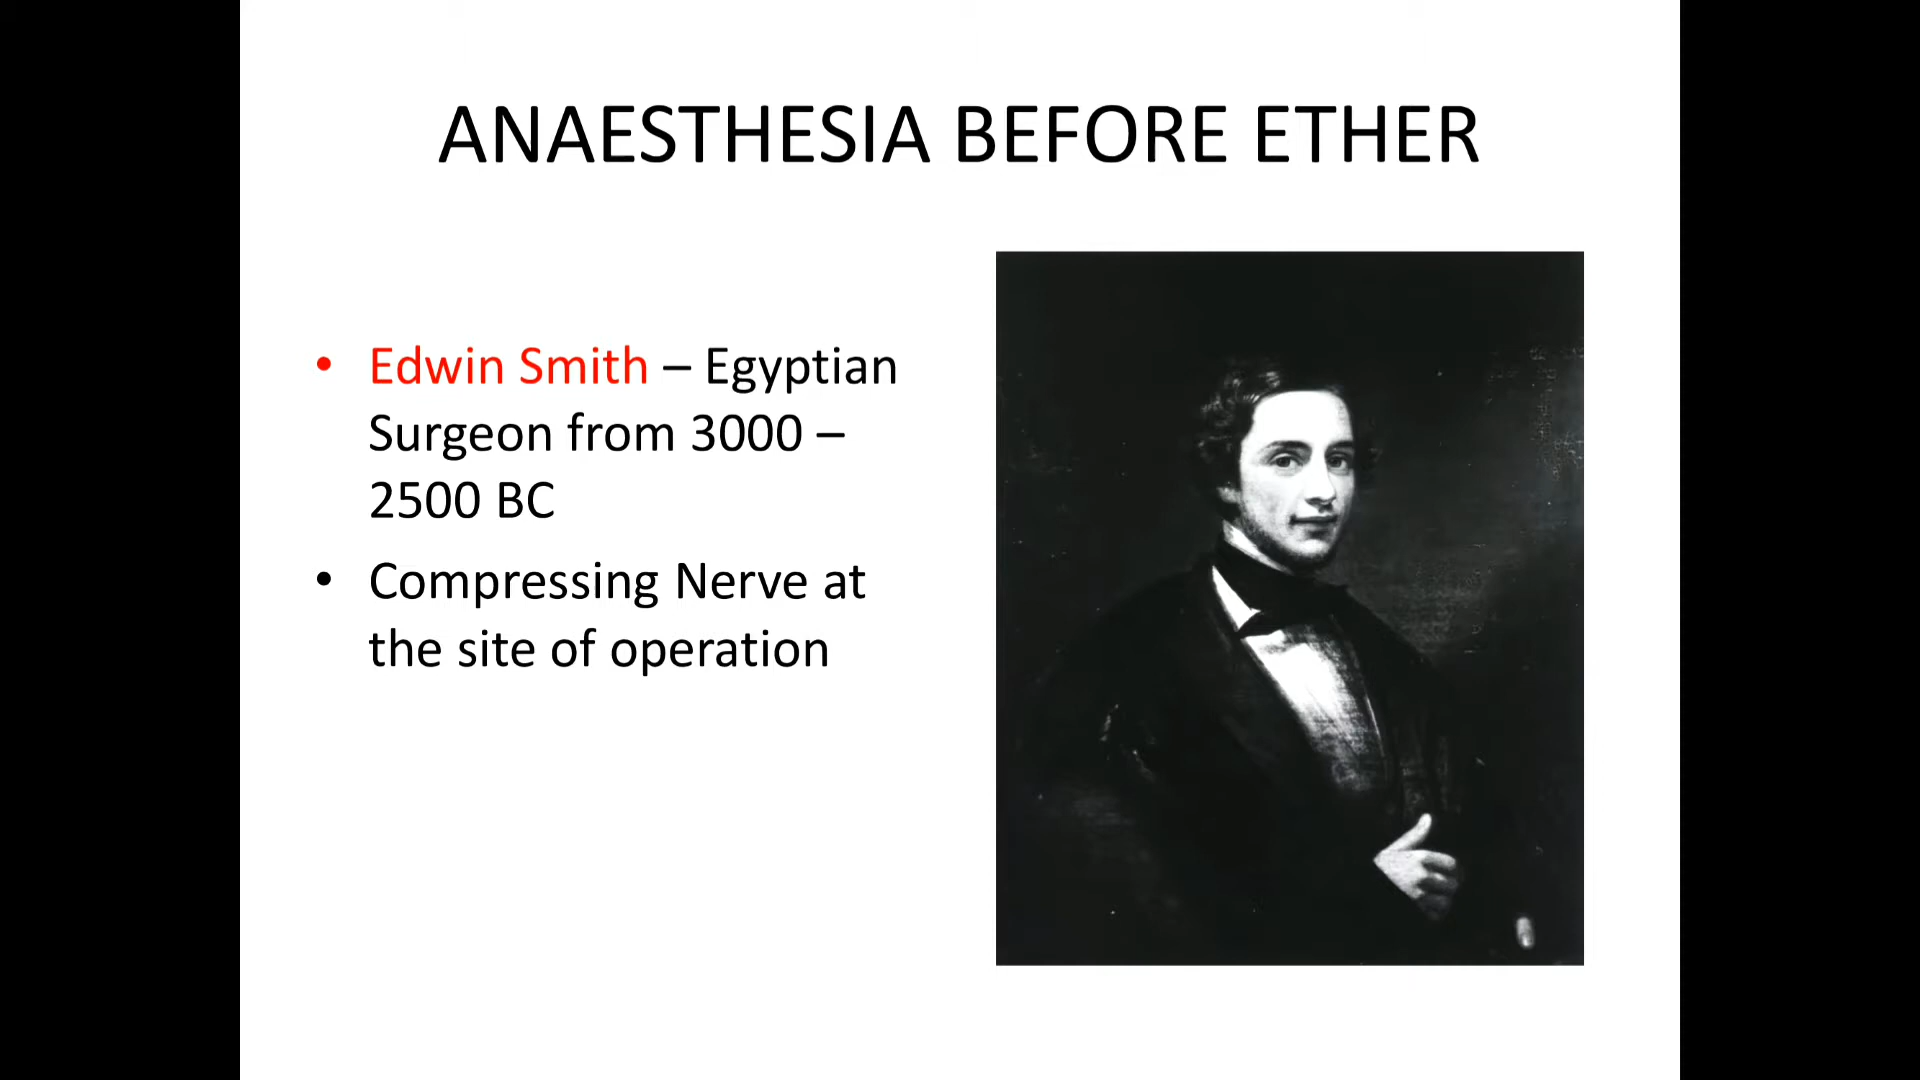 ANAESTHESIA BEFORE ETHER
• Edwin Smith – Egyptian
Surgeon from 3000 –
2500 BC
• Compressing Nerve at
the site of operation